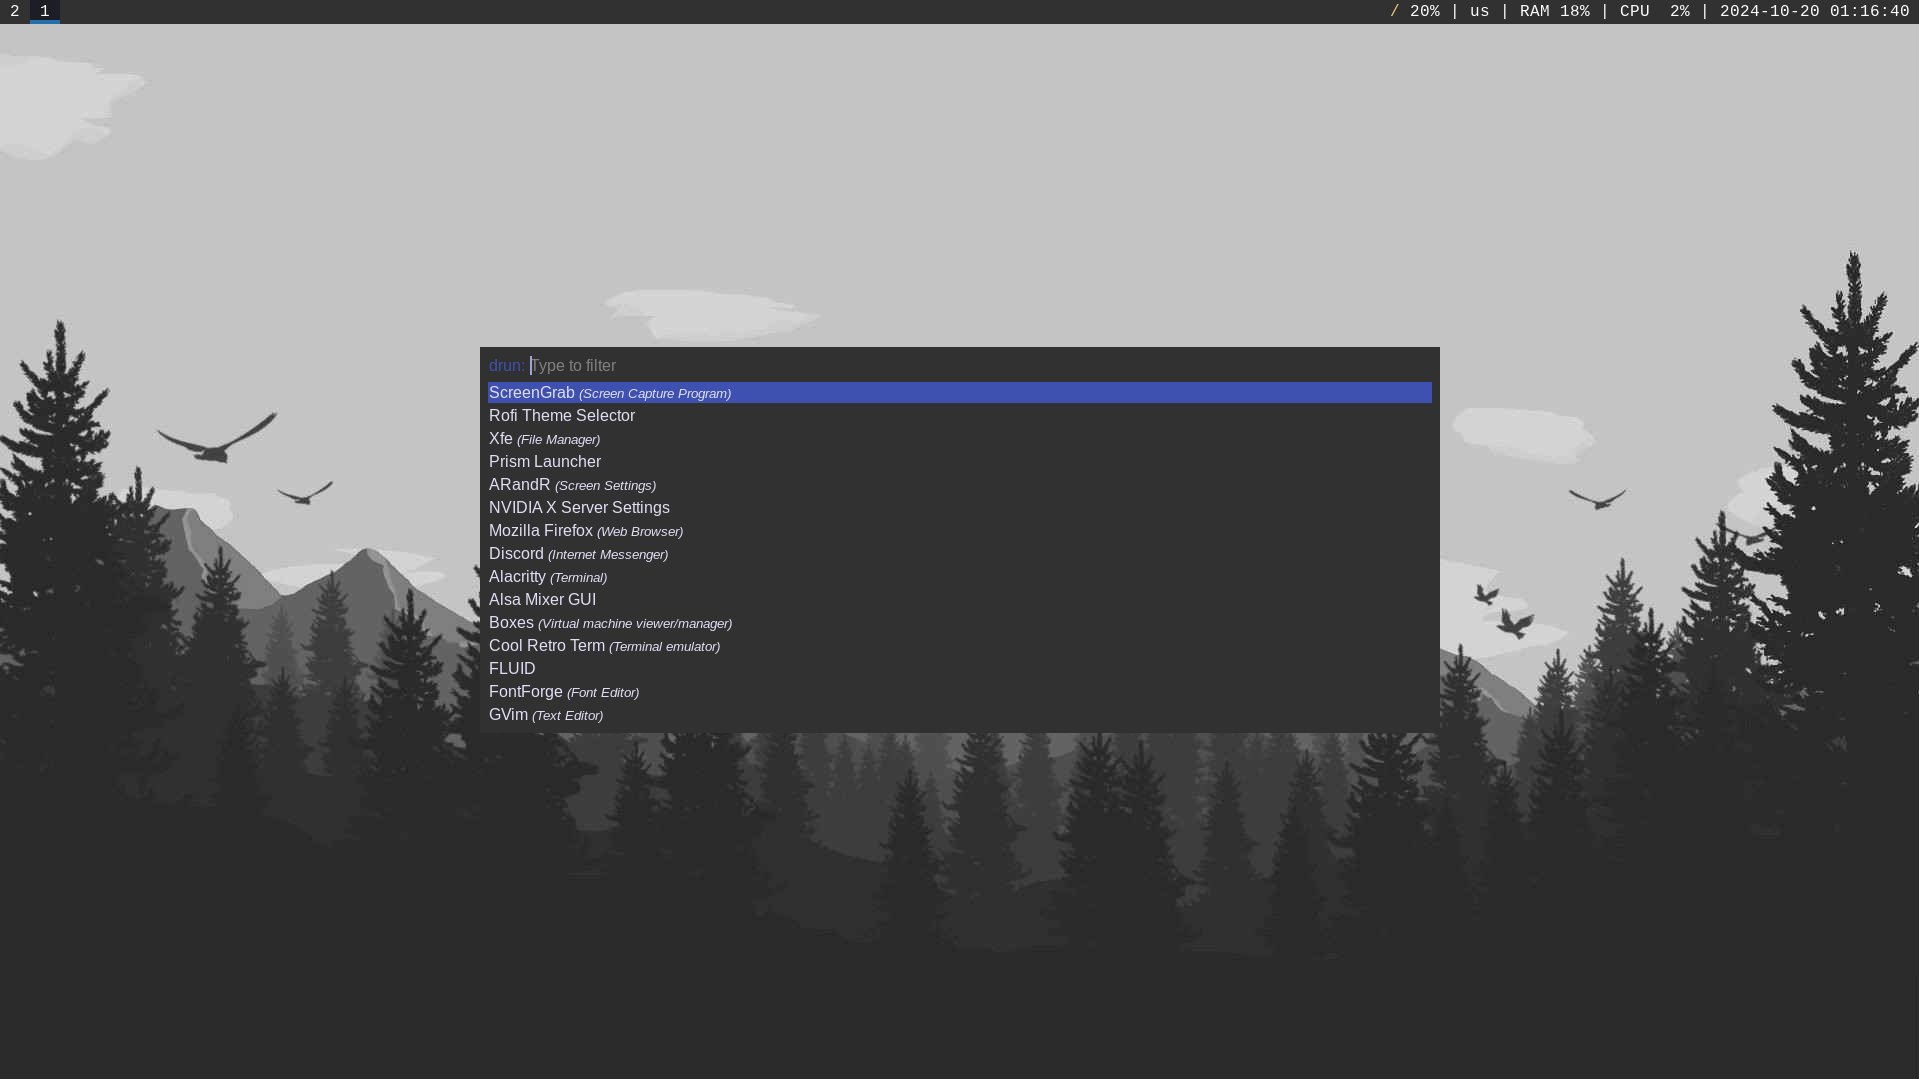 2 1 / 20% | us | RAM 18% | CPU  2% | 2024-10-20 01:16:40
drun: Type to filter
ScreenGrab (Screen Capture Program)
Rofi Theme Selector
Xfe (File Manager)
Prism Launcher
ARandR (Screen Settings)
NVIDIA X Server Settings
Mozilla Firefox (Web Browser)
Discord (Internet Messenger)
Alacritty (Terminal)
Alsa Mixer GUI
Boxes (Virtual machine viewer/manager)
Cool Retro Term (Terminal emulator)
FLUID
FontForge (Font Editor)
GVim (Text Editor)